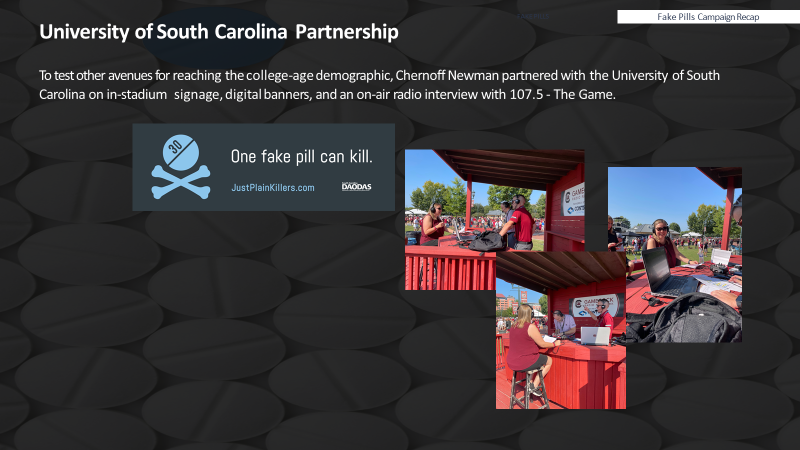 Fake Pills Campaign Recap
University of South Carolina Partnership
To test other avenues for reaching the college-age demographic, Chernoff Newman partnered with the University of South
Carolina on in-stadium signage, digital banners, and an on-air radio interview with 107.5 - The Game.
30
One fake pill can kill.
JustPlainKillers.com
DAODAS